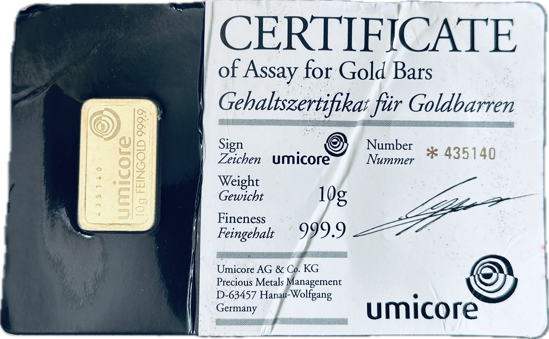 umicore
10g FEINGOLD 999.9
435140
CERTIFICATE
of Assay for Gold Bars
Gehaltszertifikat für Goldbarren
Sign
Zeichen umicore
Number
Nummer * 435140
Weight
Gewicht 10g
Fineness
Feingehalt 999.9
Umicore AG & Co. KG
Precious Metals Management
D-63457 Hanau-Wolfgang
Germany
umicore